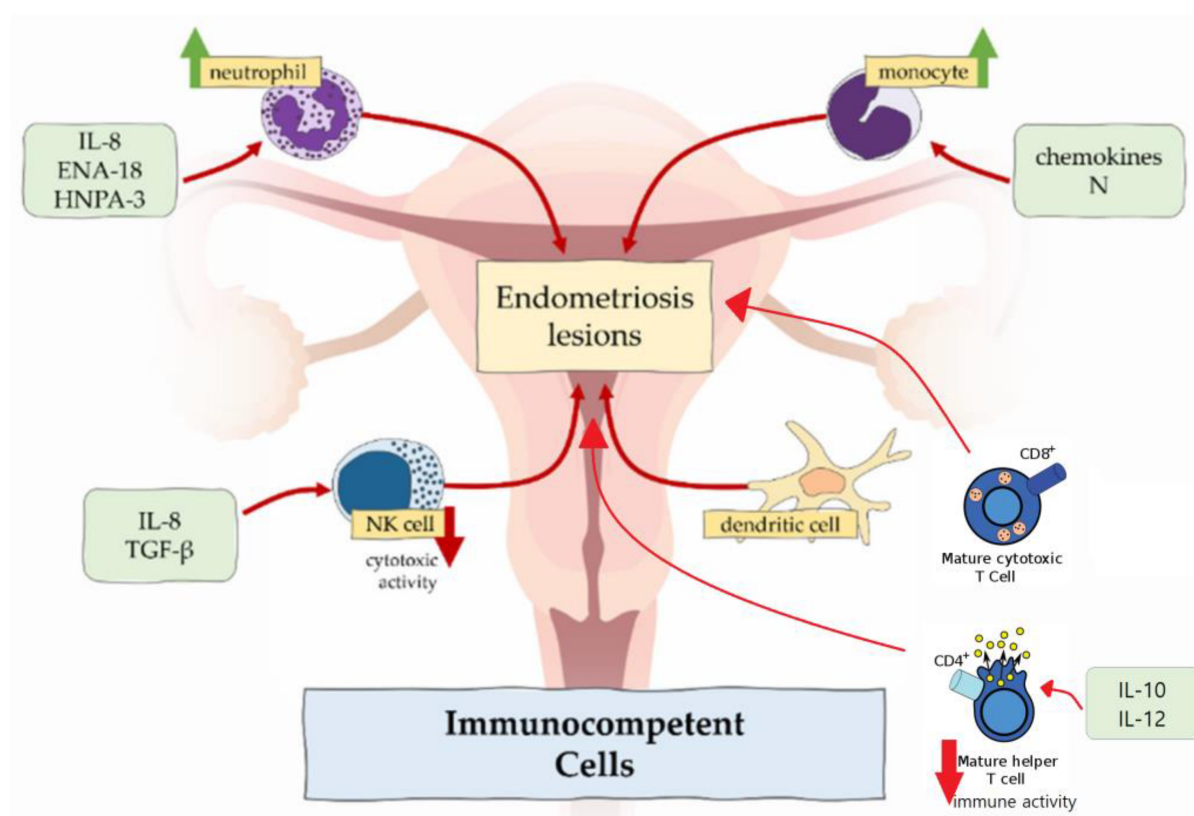 neutrophil
monocyte
IL-8
ENA-18
HNPA-3
chemokines
N
Endometriosis
lesions
CD8+
IL-8
TGF-β
NK cell
cytotoxic
activity
dendritic cell
Mature cytotoxic
T Cell
CD4+
IL-10
IL-12
Immunocompetent
Cells
Mature helper
T cell
immune activity